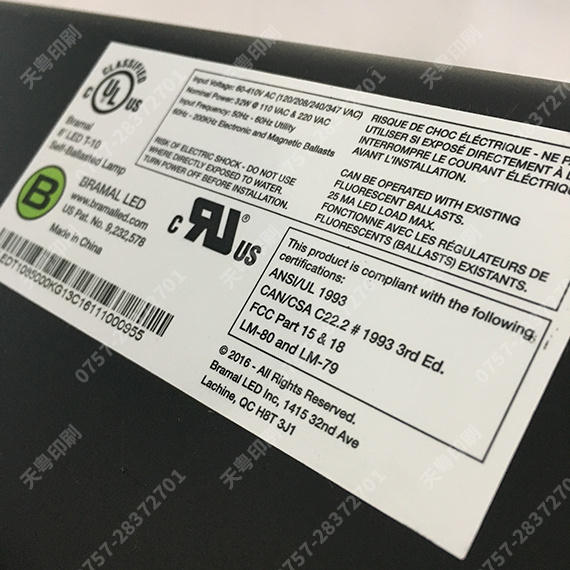 CLASSIFIED
C UL US
Bramal
8' LED T-10
Self-Ballasted Lamp
B
BRAMAL LED
www.bramalled.com
US Pat. No. 9,232,578
Made in China
EDT1085000KG13C16111000955
Input Voltage: 60-410V AC (120/208/240/347 VAC)
Nominal Power: 32W @ 110 VAC & 220 VAC
Input Frequency: 50Hz - 60Hz Utility
60Hz - 200KHz Electronic and Magnetic Ballasts
RISK OF ELECTRIC SHOCK - DO NOT USE
WHERE DIRECTLY EXPOSED TO WATER.
TURN POWER OFF BEFORE INSTALLATION.
RISQUE DE CHOC ÉLECTRIQUE - NE PA
UTILISER SI EXPOSÉ DIRECTEMENT À L
INTERROMPRE LE COURANT ÉLECTRIQUE
AVANT L'INSTALLATION.
CAN BE OPERATED WITH EXISTING
FLUORESCENT BALLASTS.
25 MA LED LOAD MAX.
FONCTIONNE AVEC LES RÉGULATEURS DE
FLUORESCENTS (BALLASTS) EXISTANTS.
c RU US
This product is compliant with the following
certifications:
ANSI/UL 1993
CAN/CSA C22.2 # 1993 3rd Ed.
FCC Part 15 & 18
LM-80 and LM-79
© 2016 - All Rights Reserved.
Bramal LED Inc, 1415 32nd Ave
Lachine, QC H8T 3J1
天粤印刷
0757-28372701